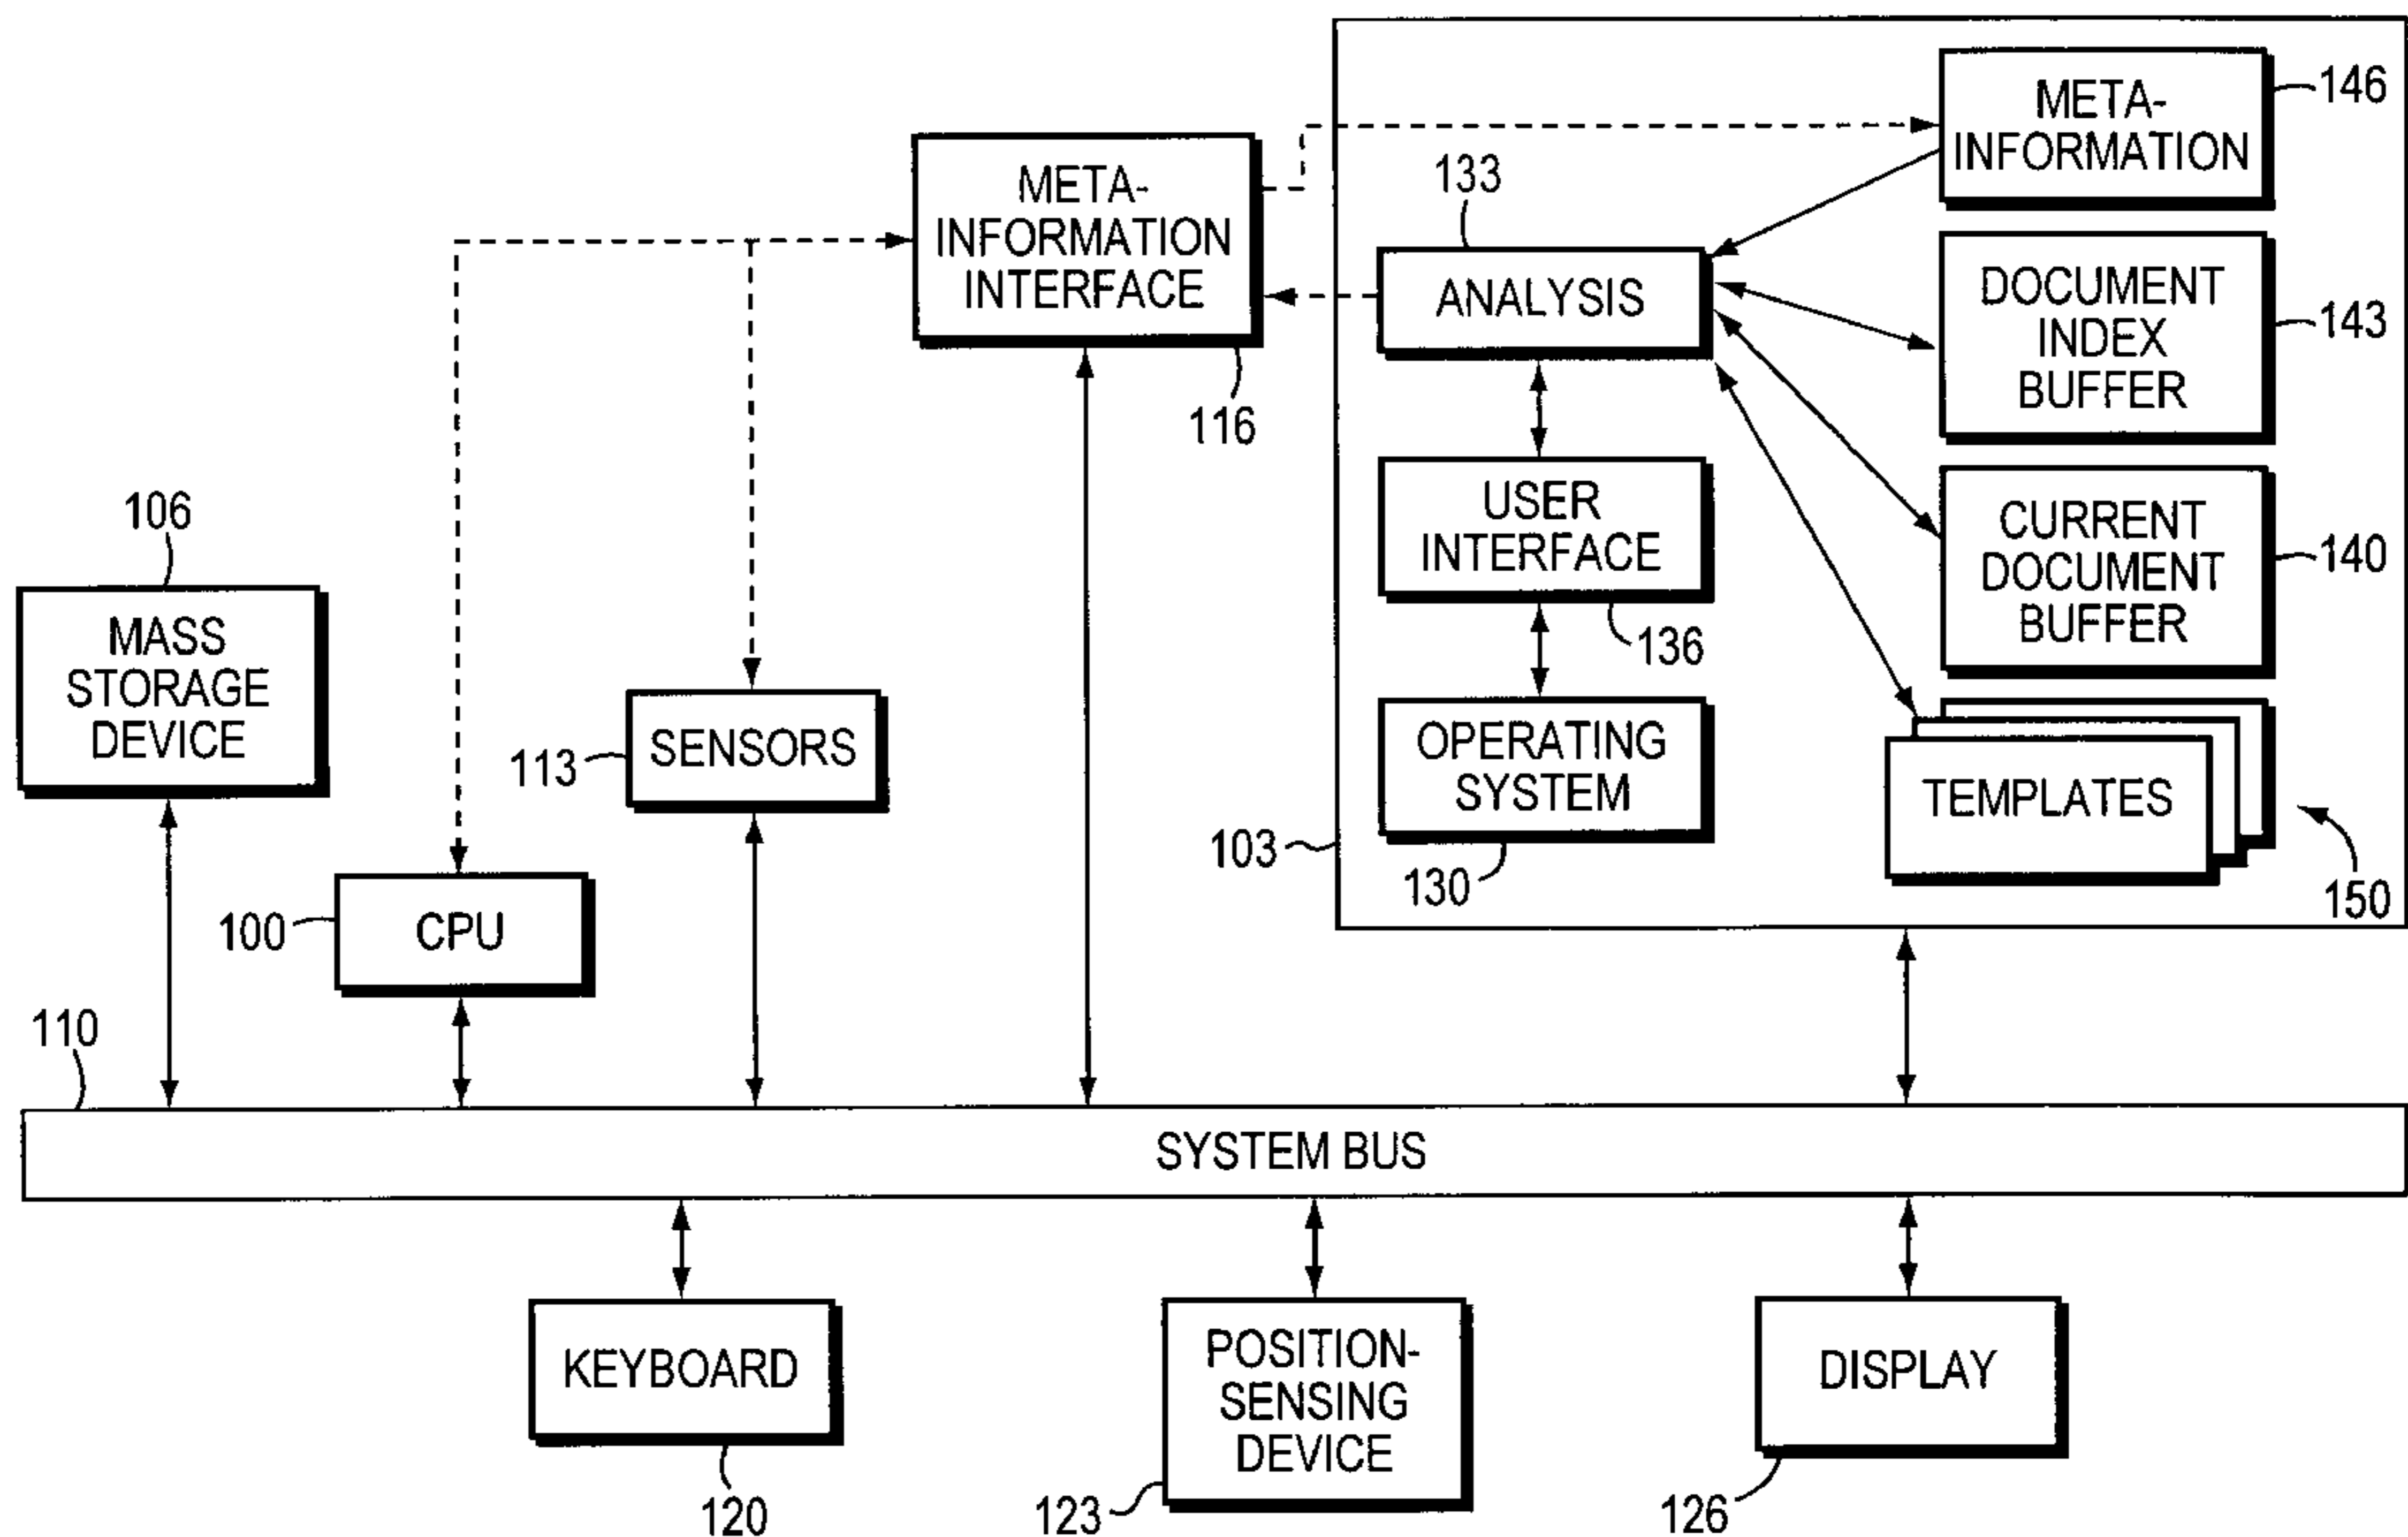 META-
INFORMATION
146
META-
INFORMATION
INTERFACE
116
133
ANALYSIS
DOCUMENT
INDEX
BUFFER
143
USER
INTERFACE
136
CURRENT
DOCUMENT
BUFFER
140
106
MASS
STORAGE
DEVICE
113
SENSORS
OPERATING
SYSTEM
130
103
TEMPLATES
150
100
CPU
110
SYSTEM BUS
KEYBOARD
120
POSITION-
SENSING
DEVICE
123
DISPLAY
126